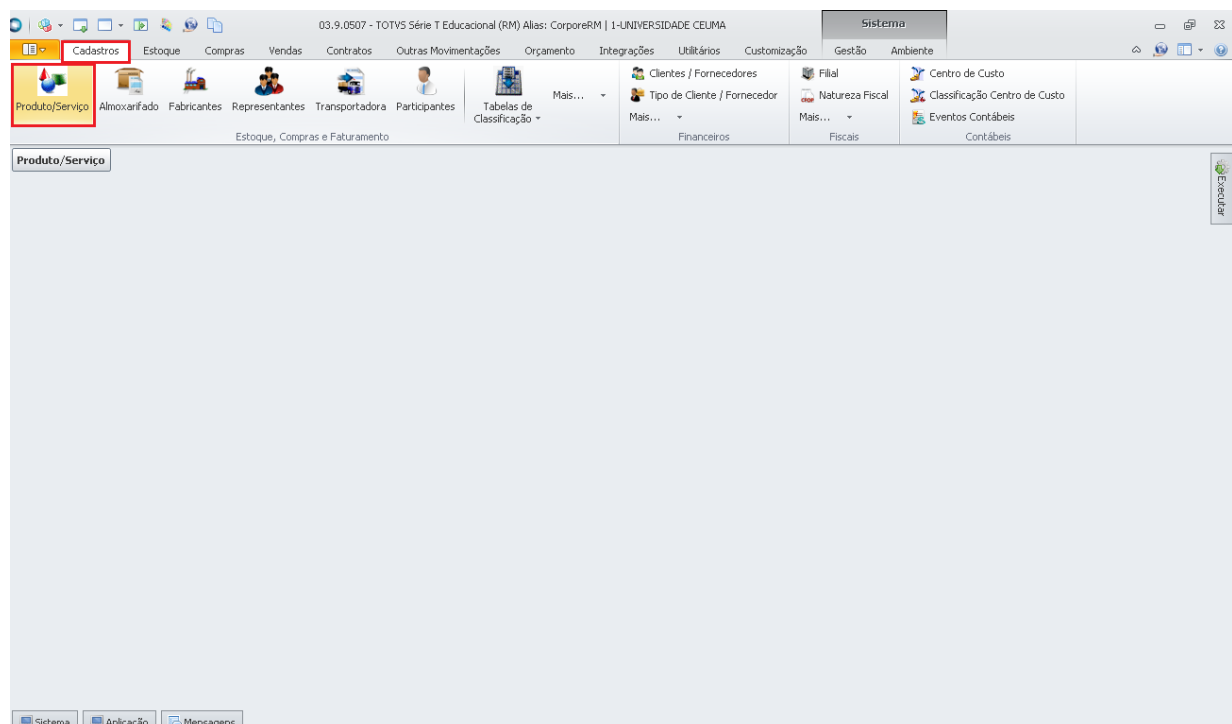 03.9.0507 - TOTVS Série T Educacional (RM) Alias: CorporeRM | 1-UNIVERSIDADE CEUMA
Sistema
Cadastros Estoque Compras Vendas Contratos Outras Movimentações Orçamento Integrações Utilitários Customização Gestão Ambiente
Produto/Serviço Almoxarifado Fabricantes Representantes Transportadora Participantes Tabelas de Classificação Mais...
Clientes / Fornecedores
Tipo de Cliente / Fornecedor
Mais...
Filial
Natureza Fiscal
Mais...
Centro de Custo
Classificação Centro de Custo
Eventos Contábeis
Estoque, Compras e Faturamento Financeiros Fiscais Contábeis
Produto/Serviço
Executar
Sistema Aplicação Mensagens